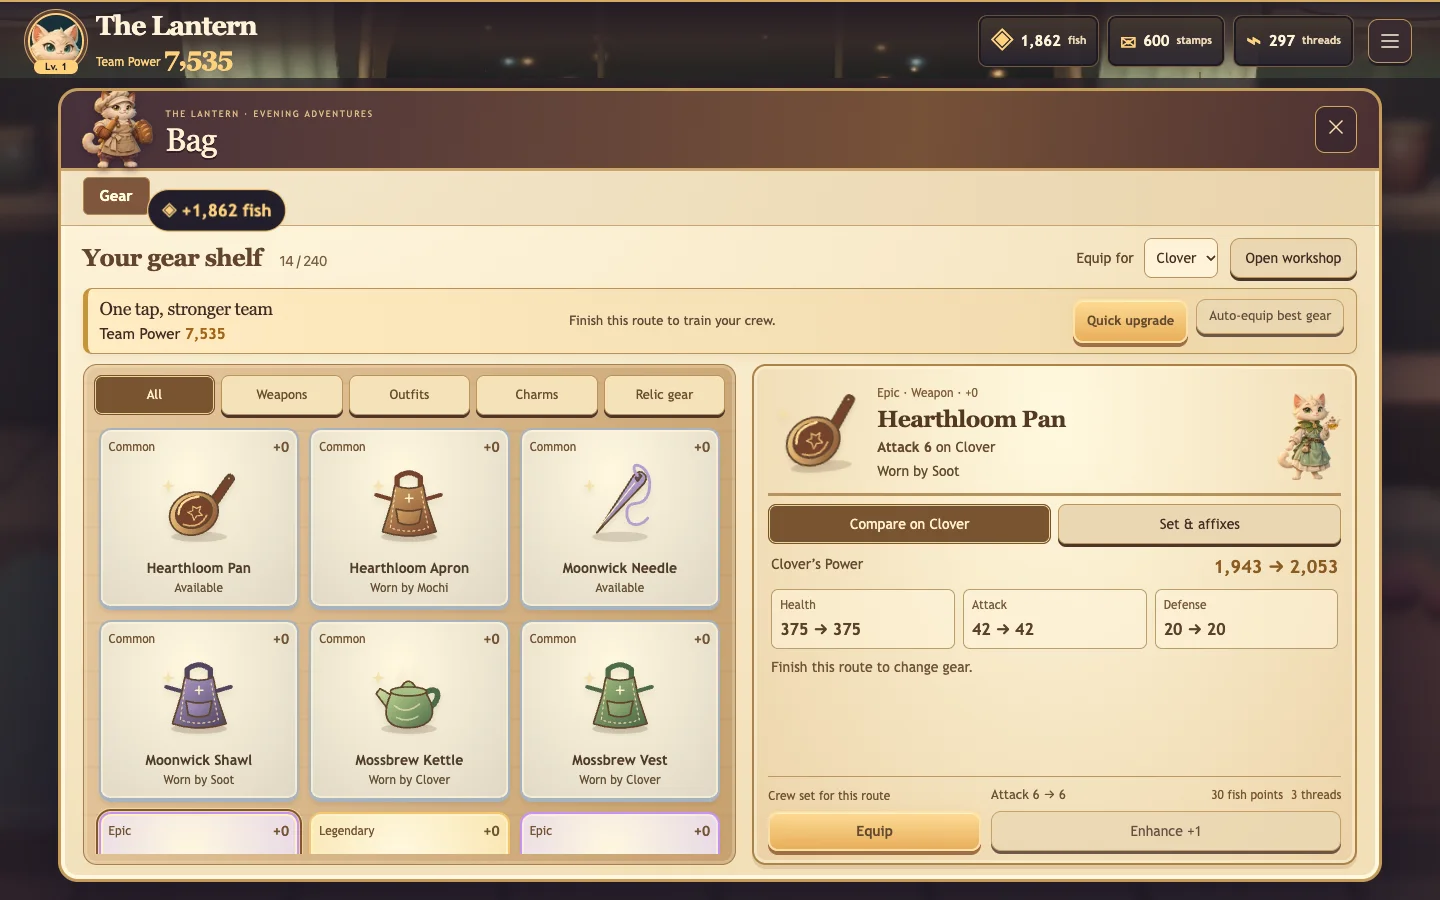 The Lantern
Lv. 1
Team Power 7,535
1,862 fish
600 stamps
297 threads
THE LANTERN · EVENING ADVENTURES
Bag
Gear
+1,862 fish
Your gear shelf 14 / 240
Equip for Clover
Open workshop
One tap, stronger team
Team Power 7,535
Finish this route to train your crew.
Quick upgrade
Auto-equip best gear
All
Weapons
Outfits
Charms
Relic gear
Common +0
Hearthloom Pan
Available
Common +0
Hearthloom Apron
Worn by Mochi
Common +0
Moonwick Needle
Available
Common +0
Moonwick Shawl
Worn by Soot
Common +0
Mossbrew Kettle
Worn by Clover
Common +0
Mossbrew Vest
Worn by Clover
Epic +0
Legendary +0
Epic +0
Epic · Weapon · +0
Hearthloom Pan
Attack 6 on Clover
Worn by Soot
Compare on Clover
Set & affixes
Clover's Power 1,943 → 2,053
Health
375 → 375
Attack
42 → 42
Defense
20 → 20
Finish this route to change gear.
Crew set for this route
Equip
Attack 6 → 6 30 fish points 3 threads
Enhance +1